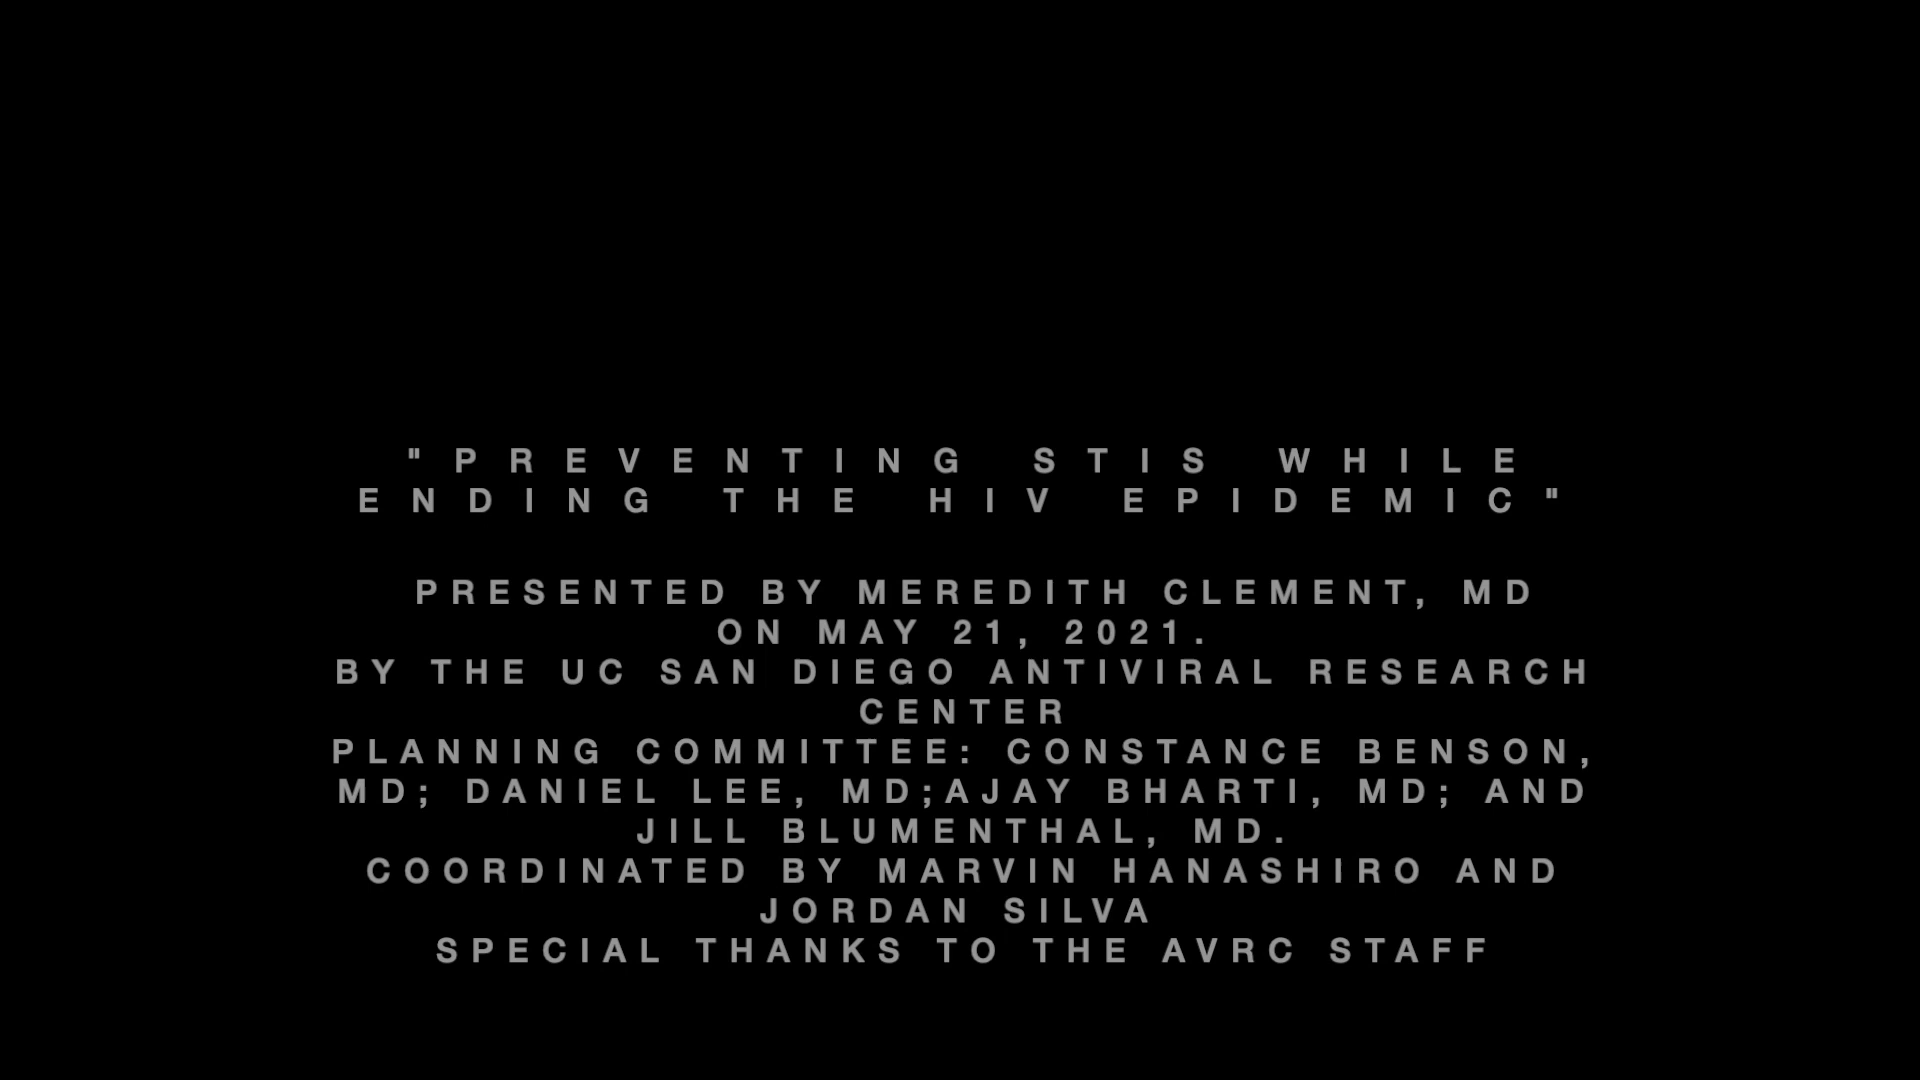 "PREVENTING STIS WHILE
ENDING THE HIV EPIDEMIC"
PRESENTED BY MEREDITH CLEMENT, MD
ON MAY 21, 2021.
BY THE UC SAN DIEGO ANTIVIRAL RESEARCH
CENTER
PLANNING COMMITTEE: CONSTANCE BENSON,
MD; DANIEL LEE, MD;AJAY BHARTI, MD; AND
JILL BLUMENTHAL, MD.
COORDINATED BY MARVIN HANASHIRO AND
JORDAN SILVA
SPECIAL THANKS TO THE AVRC STAFF